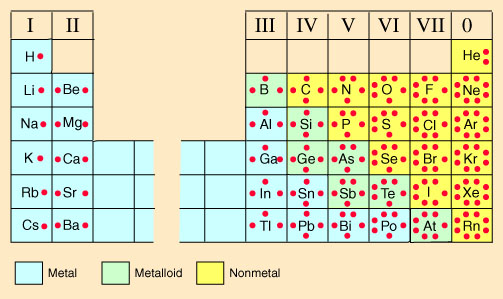 I II III IV V VI VII 0
H He
Li Be B C N O F Ne
Na Mg Al Si P S Cl Ar
K Ca Ga Ge As Se Br Kr
Rb Sr In Sn Sb Te I Xe
Cs Ba Tl Pb Bi Po At Rn
Metal Metalloid Nonmetal